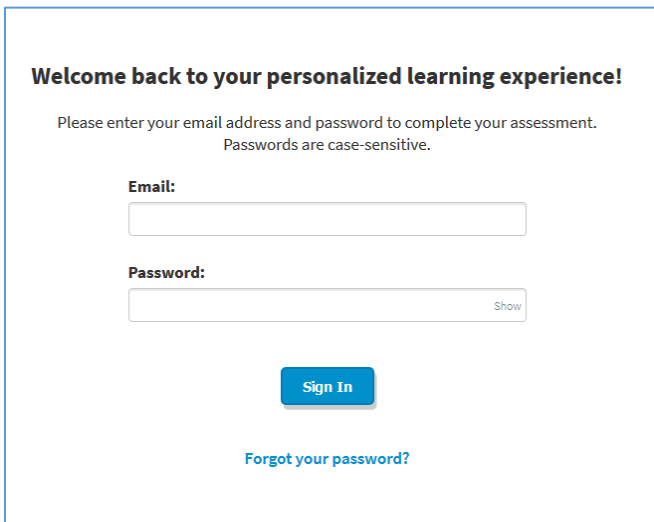 Welcome back to your personalized learning experience!
Please enter your email address and password to complete your assessment.
Passwords are case-sensitive.
Email:
Password:
Show
Sign In
Forgot your password?